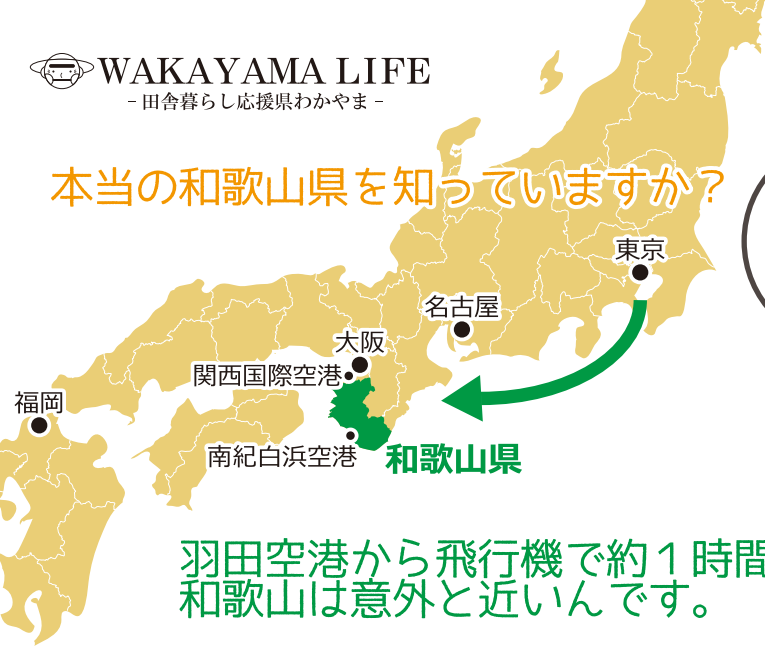 WAKAYAMA LIFE
- 田舎暮らし応援県わかやま -
本当の和歌山県を知っていますか？
東京
名古屋
大阪
関西国際空港
福岡
南紀白浜空港
和歌山県
羽田空港から飛行機で約１時間
和歌山は意外と近いんです。